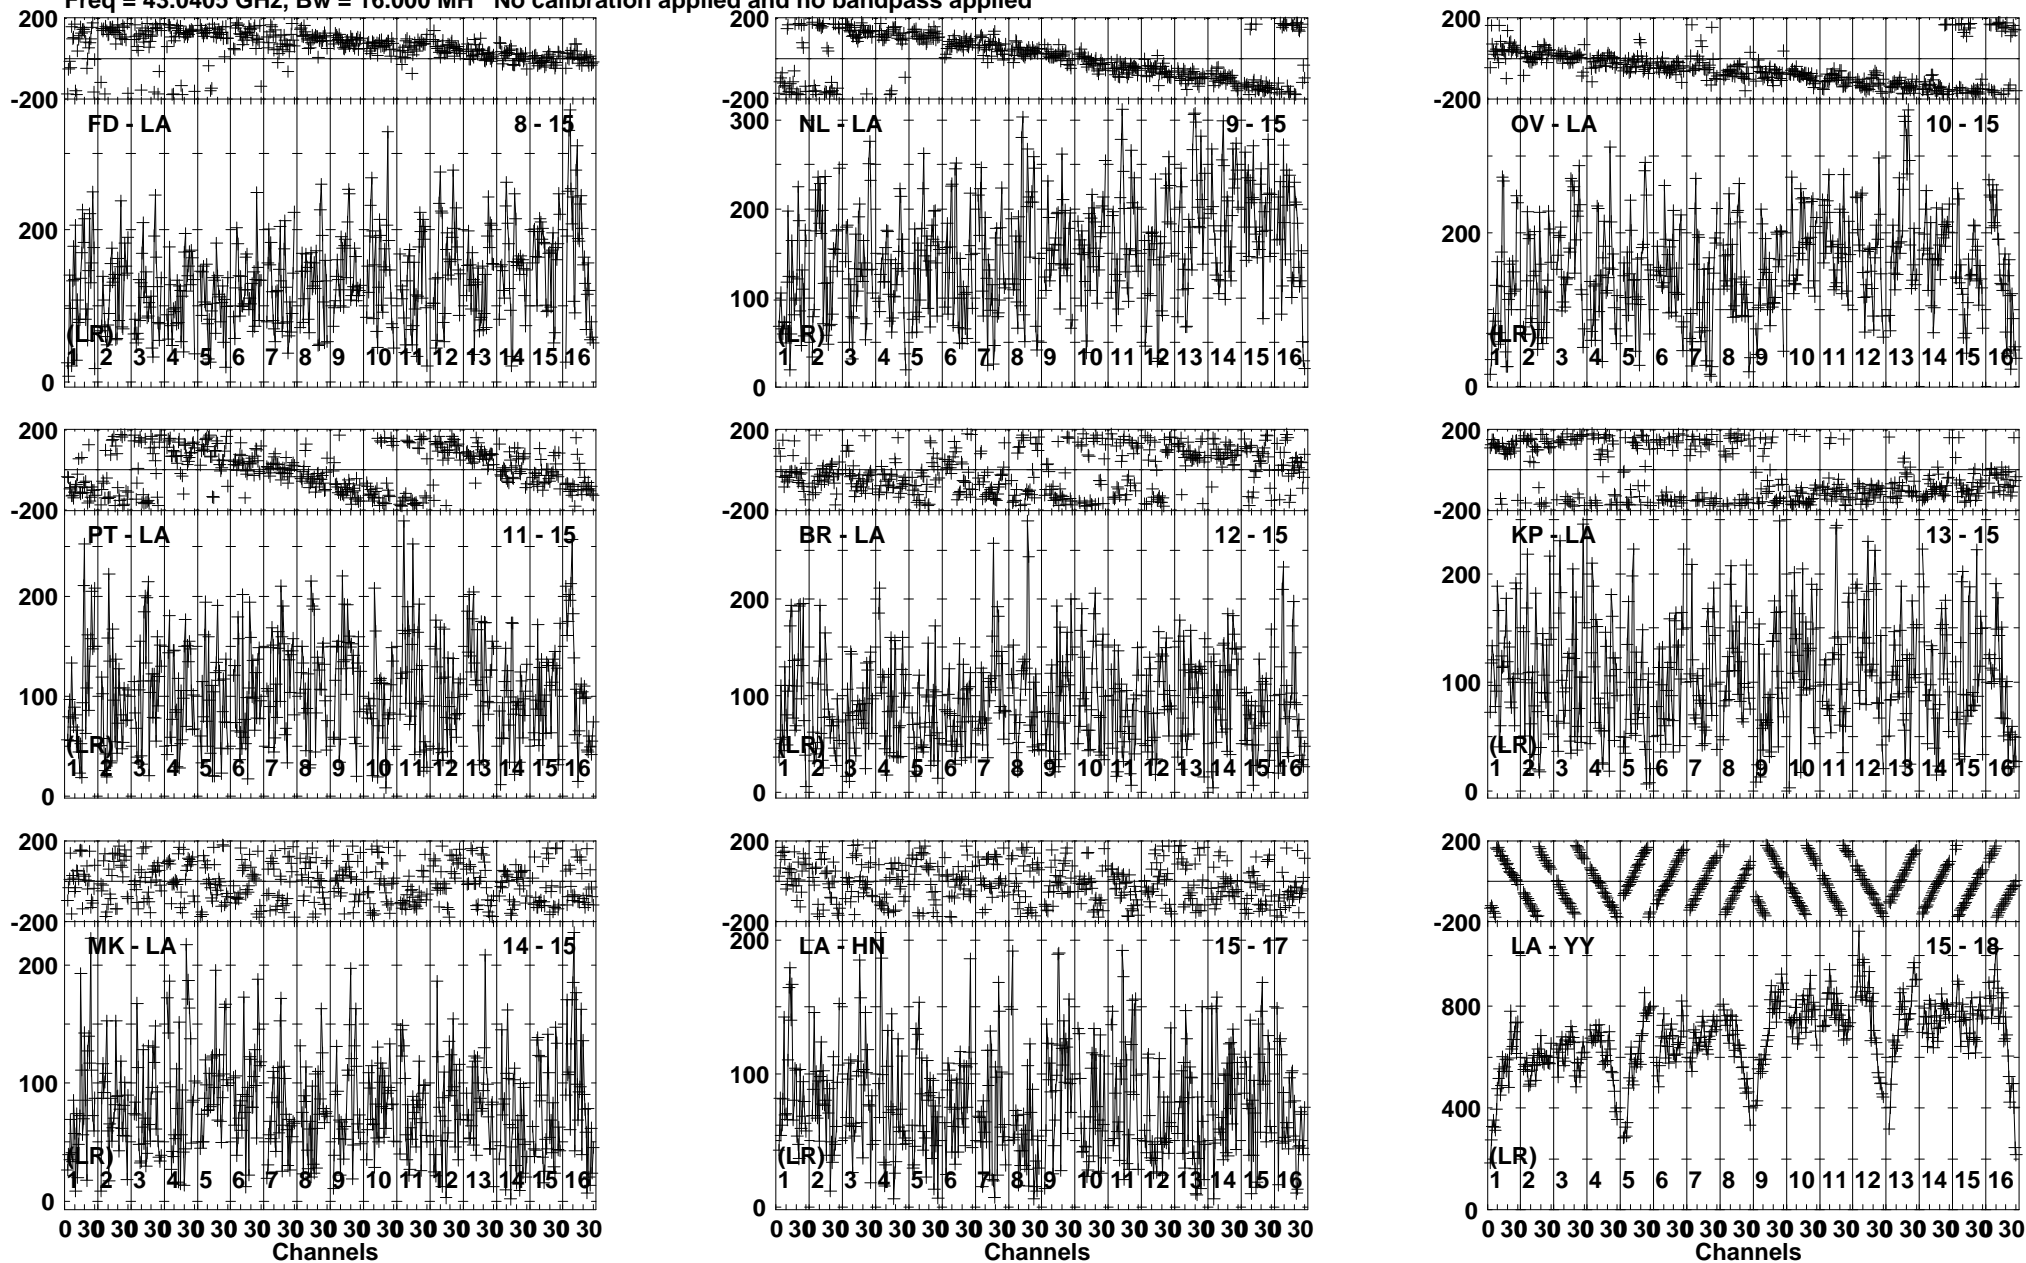 Freq = 43.0405 GHz, Bw = 16.000 MH No calibration applied and no bandpass applied
200 200 200
-200 -200 -200
FD - LA 8 - 15 NL - LA 9 - 15 OV - LA 10 - 15
300
200 200 200
100
(LR) (LR) (LR)
1 2 3 4 5 6 7 8 9 10 11 12 13 14 15 16 1 2 3 4 5 6 7 8 9 10 11 12 13 14 15 16 1 2 3 4 5 6 7 8 9 10 11 12 13 14 15 16
0 0 0
200 200 200
-200 -200 -200
PT - LA 11 - 15 BR - LA 12 - 15 KP - LA 13 - 15
200 200 200
100 100 100
(LR) (LR) (LR)
1 2 3 4 5 6 7 8 9 10 11 12 13 14 15 16 1 2 3 4 5 6 7 8 9 10 11 12 13 14 15 16 1 2 3 4 5 6 7 8 9 10 11 12 13 14 15 16
0 0 0
200 200 200
-200 -200 -200
MK - LA 14 - 15 LA - HN 15 - 17 LA - YY 15 - 18
200 200 800
100 100 400
(LR) (LR) (LR)
1 2 3 4 5 6 7 8 9 10 11 12 13 14 15 16 1 2 3 4 5 6 7 8 9 10 11 12 13 14 15 16 1 2 3 4 5 6 7 8 9 10 11 12 13 14 15 16
0 0 0
0 30 30 30 30 30 30 30 30 30 30 30 30 30 30 30 30 0 30 30 30 30 30 30 30 30 30 30 30 30 30 30 30 30 0 30 30 30 30 30 30 30 30 30 30 30 30 30 30 30 30
Channels Channels Channels